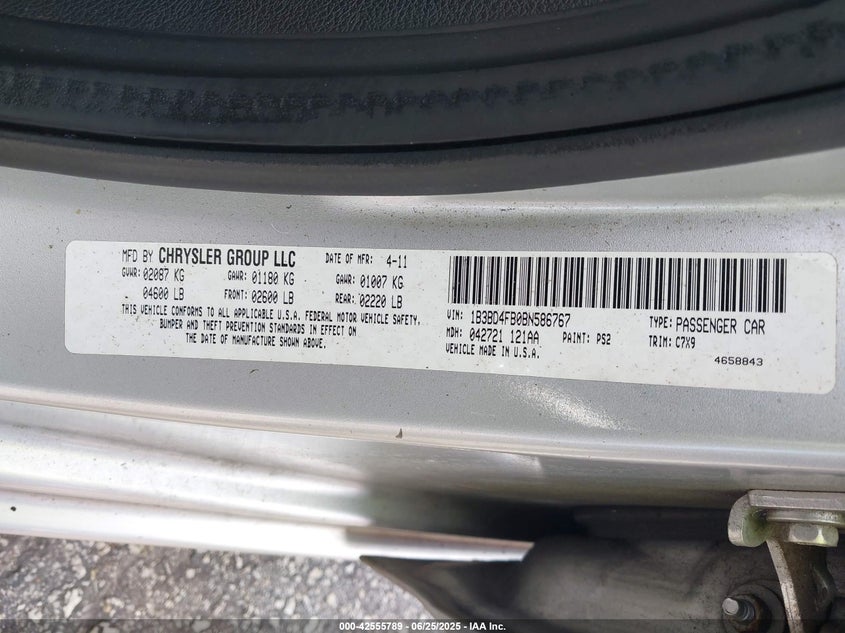 MFD BY CHRYSLER GROUP LLC DATE OF MFR: 4-11
GVWR: 02087 KG GAWR: 01180 KG GAWR: 01007 KG
04600 LB FRONT: 02600 LB REAR: 02220 LB
THIS VEHICLE CONFORMS TO ALL APPLICABLE U.S.A. FEDERAL MOTOR VEHICLE SAFETY,
BUMPER AND THEFT PREVENTION STANDARDS IN EFFECT ON
THE DATE OF MANUFACTURE SHOWN ABOVE.
VIN: 1B3BD4FB0BN586767 TYPE: PASSENGER CAR
MDH: 042721 121AA PAINT: PS2 TRIM: C7X9
VEHICLE MADE IN U.S.A. 4658843
000-42555789 - 06/25/2025 - IAA Inc.